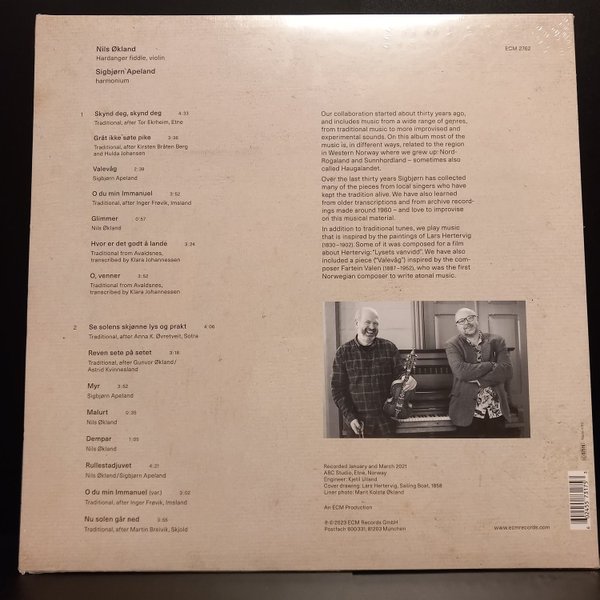 Nils Økland
Hardanger fiddle, violin
Sigbjørn Apeland
harmonium
ECM 2762
1 Skynd deg, skynd deg 4:33
Traditional, after Tor Ekrheim, Etne
Gråt ikke søte pike 3:36
Traditional, after Kirsten Bråten Berg
and Hulda Johansen
Valevåg 2:39
Sigbjørn Apeland
O du min Immanuel 3:52
Traditional, after Inger Frøvik, Imsland
Glimmer 0:57
Nils Økland
Hvor er det godt å lande 3:24
Traditional from Avaldsnes,
transcribed by Klara Johannessen
O, venner 3:52
Traditional from Avaldsnes,
transcribed by Klara Johannessen
2 Se solens skjønne lys og prakt 4:06
Traditional, after Anna K. Øvretveit, Sotra
Reven sete på setet 3:18
Traditional, after Gunvor Økland/
Astrid Kvinnesland
Myr 3:52
Sigbjørn Apeland
Malurt 0:35
Nils Økland
Dempar 1:05
Nils Økland
Rullestadjuvet 4:21
Nils Økland/Sigbjørn Apeland
O du min Immanuel (var.) 2:02
Traditional, after Inger Frøvik, Imsland
Nu solen går ned 3:55
Traditional, after Martin Breivik, Skjold
Our collaboration started about thirty years ago,
and includes music from a wide range of genres,
from traditional music to more improvised and
experimental sounds. On this album most of the
music is, in different ways, related to the region
in Western Norway where we grew up: Nord-
Rogaland and Sunnhordland – sometimes also
called Haugalandet.
Over the last thirty years Sigbjørn has collected
many of the pieces from local singers who have
kept the tradition alive. We have also learned
from older transcriptions and from archive record-
ings made around 1960 – and love to improvise
on this musical material.
In addition to traditional tunes, we play music
that is inspired by the paintings of Lars Hertervig
(1830–1902). Some of it was composed for a film
about Hertervig: "Lysets vanvidd". We have also
included a piece ("Valevåg") inspired by the com-
poser Fartein Valen (1887–1952), who was the first
Norwegian composer to write atonal music.
Recorded January and March 2021
ABC Studio, Etne, Norway
Engineer: Kjetil Ulland
Cover drawing: Lars Hertervig, Sailing Boat, 1858
Liner photo: Marit Kolstø Økland
An ECM Production
℗ © 2023 ECM Records GmbH
Postfach 600331, 81203 München
www.ecmrecords.com